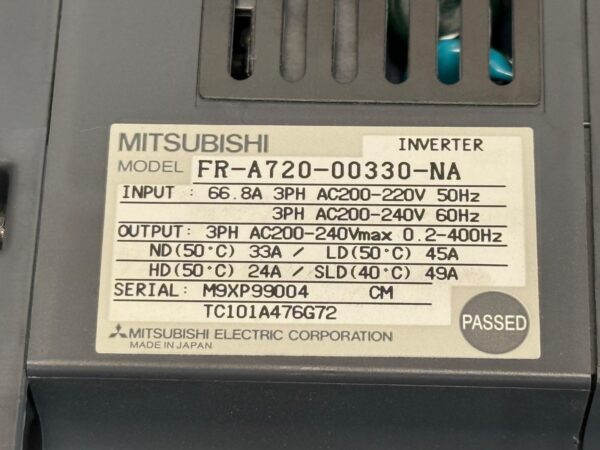 MITSUBISHI INVERTER
MODEL FR-A720-00330-NA
INPUT : 66.8A 3PH AC200-220V 50Hz
3PH AC200-240V 60Hz
OUTPUT: 3PH AC200-240Vmax 0.2-400Hz
ND(50°C) 33A / LD(50°C) 45A
HD(50°C) 24A / SLD(40°C) 49A
SERIAL: M9XP99004 CM
TC101A476G72
PASSED
MITSUBISHI ELECTRIC CORPORATION
MADE IN JAPAN